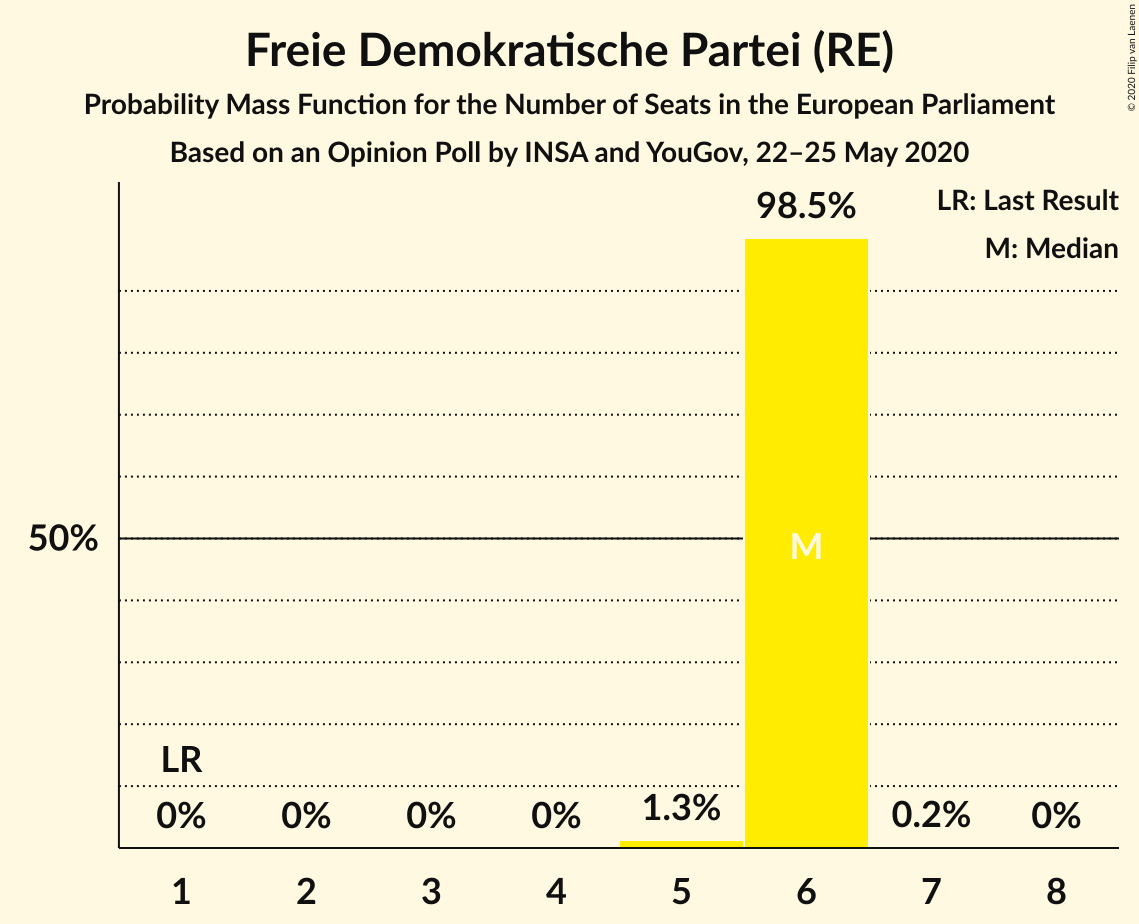 Freie Demokratische Partei (RE)
Probability Mass Function for the Number of Seats in the European Parliament
Based on an Opinion Poll by INSA and YouGov, 22–25 May 2020
© 2020 Filip van Laenen
98.5%
LR: Last Result
M: Median
50%
M
LR
0% 0% 0% 0% 1.3% 0.2% 0%
1 2 3 4 5 6 7 8